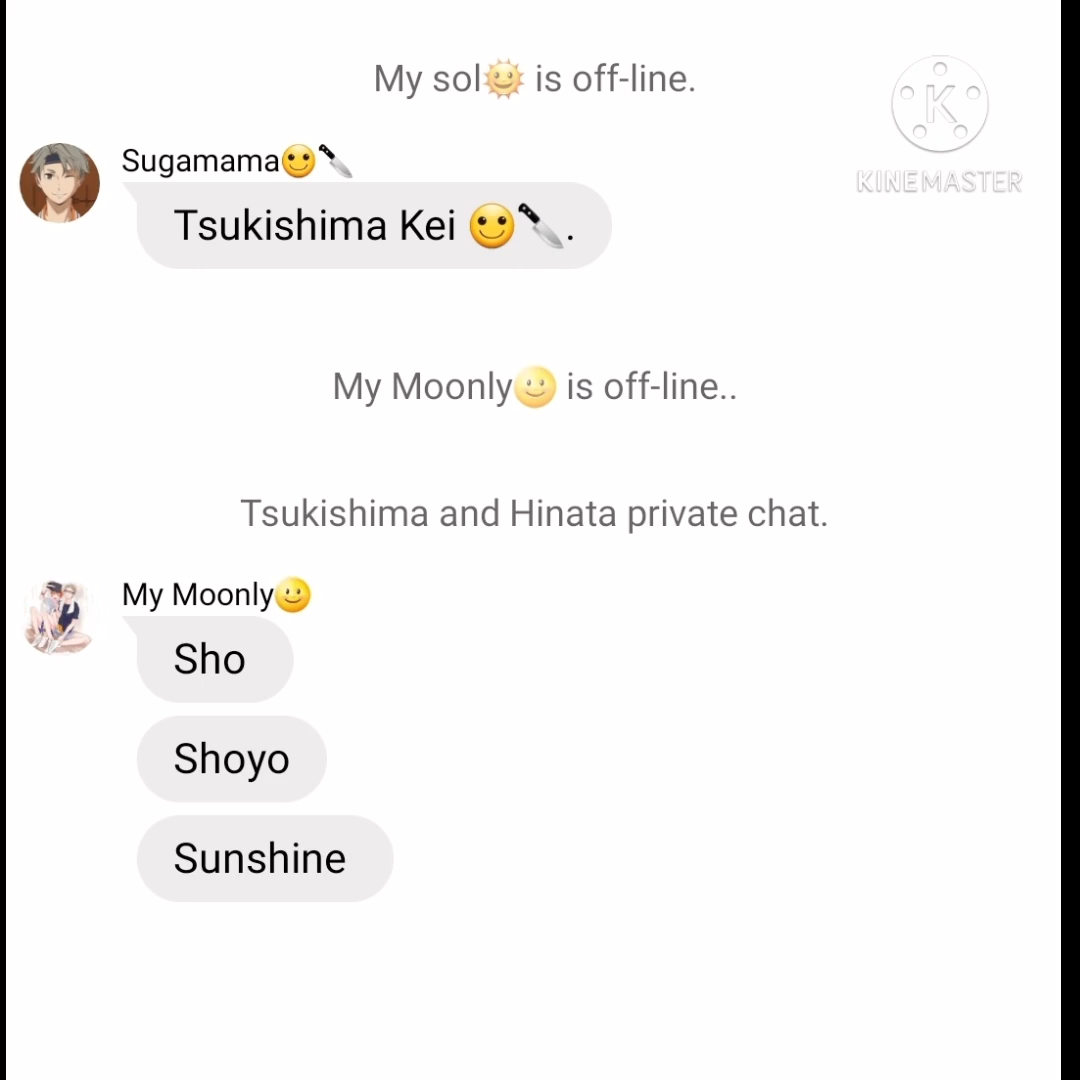 My sol🌞 is off-line.
K
KINEMASTER
Sugamama🙂🔪
Tsukishima Kei 🙂🔪.
My Moonly🌝 is off-line..
Tsukishima and Hinata private chat.
My Moonly🌝
Sho
Shoyo
Sunshine